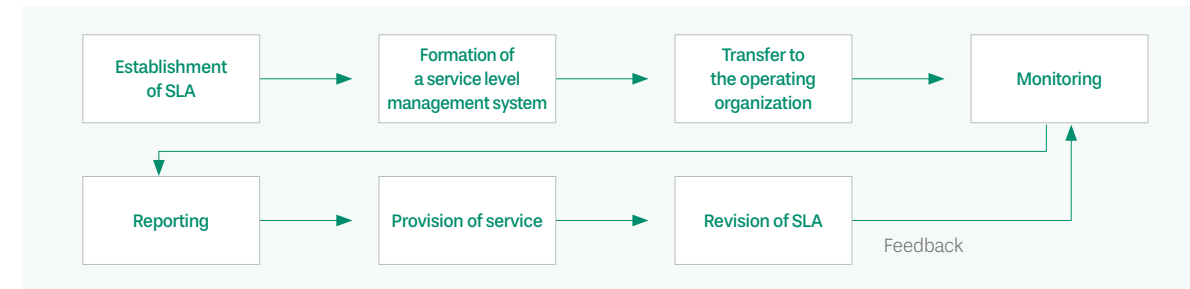 Establishment
of SLA
Formation of
a service level
management system
Transfer to
the operating
organization
Monitoring
Reporting
Provision of service
Revision of SLA
Feedback